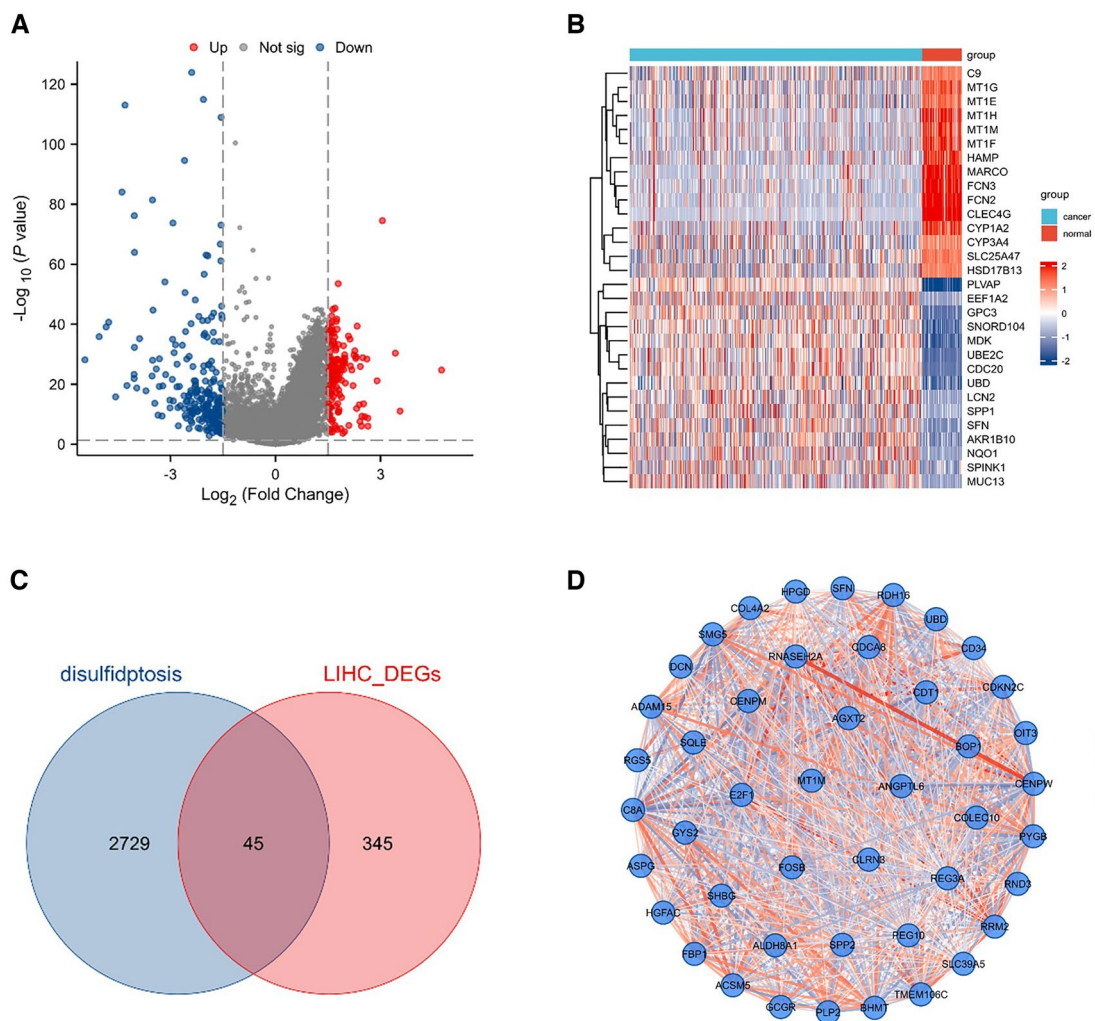 A
Up Not sig Down
-Log 10 (P value)
120
100
80
60
40
20
0
-3 0 3
Log2 (Fold Change)
B
group
C9
MT1G
MT1E
MT1H
MT1M
MT1F
HAMP
MARCO
FCN3
FCN2
CLEC4G
CYP1A2
CYP3A4
SLC25A47
HSD17B13
PLVAP
EEF1A2
GPC3
SNORD104
MDK
UBE2C
CDC20
UBD
LCN2
SPP1
SFN
AKR1B10
NQO1
SPINK1
MUC13
group
cancer
normal
2
1
0
-1
-2
C
disulfidptosis LIHC_DEGs
2729 45 345
D
HPGD
SFN
RDH16
COL4A2
UBD
SMG5
CDCA8
RNASEH2A
CD34
DCN
CDKN2C
CDT1
CENPM
ADAM15
AGXT2
OIT3
SQLE
BOP1
RGS5
MT1M
ANGPTL6
CENPW
E2F1
C8A
COLEC10
GYS2
PYGB
ASPG
FOSB
CLRN3
REG3A
RND3
SHBG
HGFAC
RRM2
PEG10
ALDH8A1
SPP2
FBP1
SLC39A5
ACSM5
TMEM106C
GCGR
PLP2
BHMT